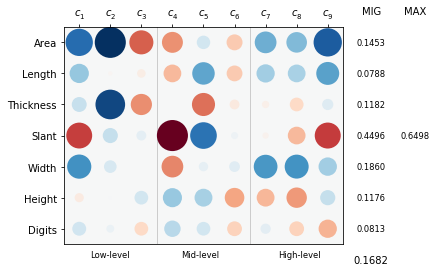 c1 c2 c3 c4 c5 c6 c7 c8 c9 MIG MAX
Area 0.1453
Length 0.0788
Thickness 0.1182
Slant 0.4496 0.6498
Width 0.1860
Height 0.1176
Digits 0.0813
Low-level Mid-level High-level
0.1682